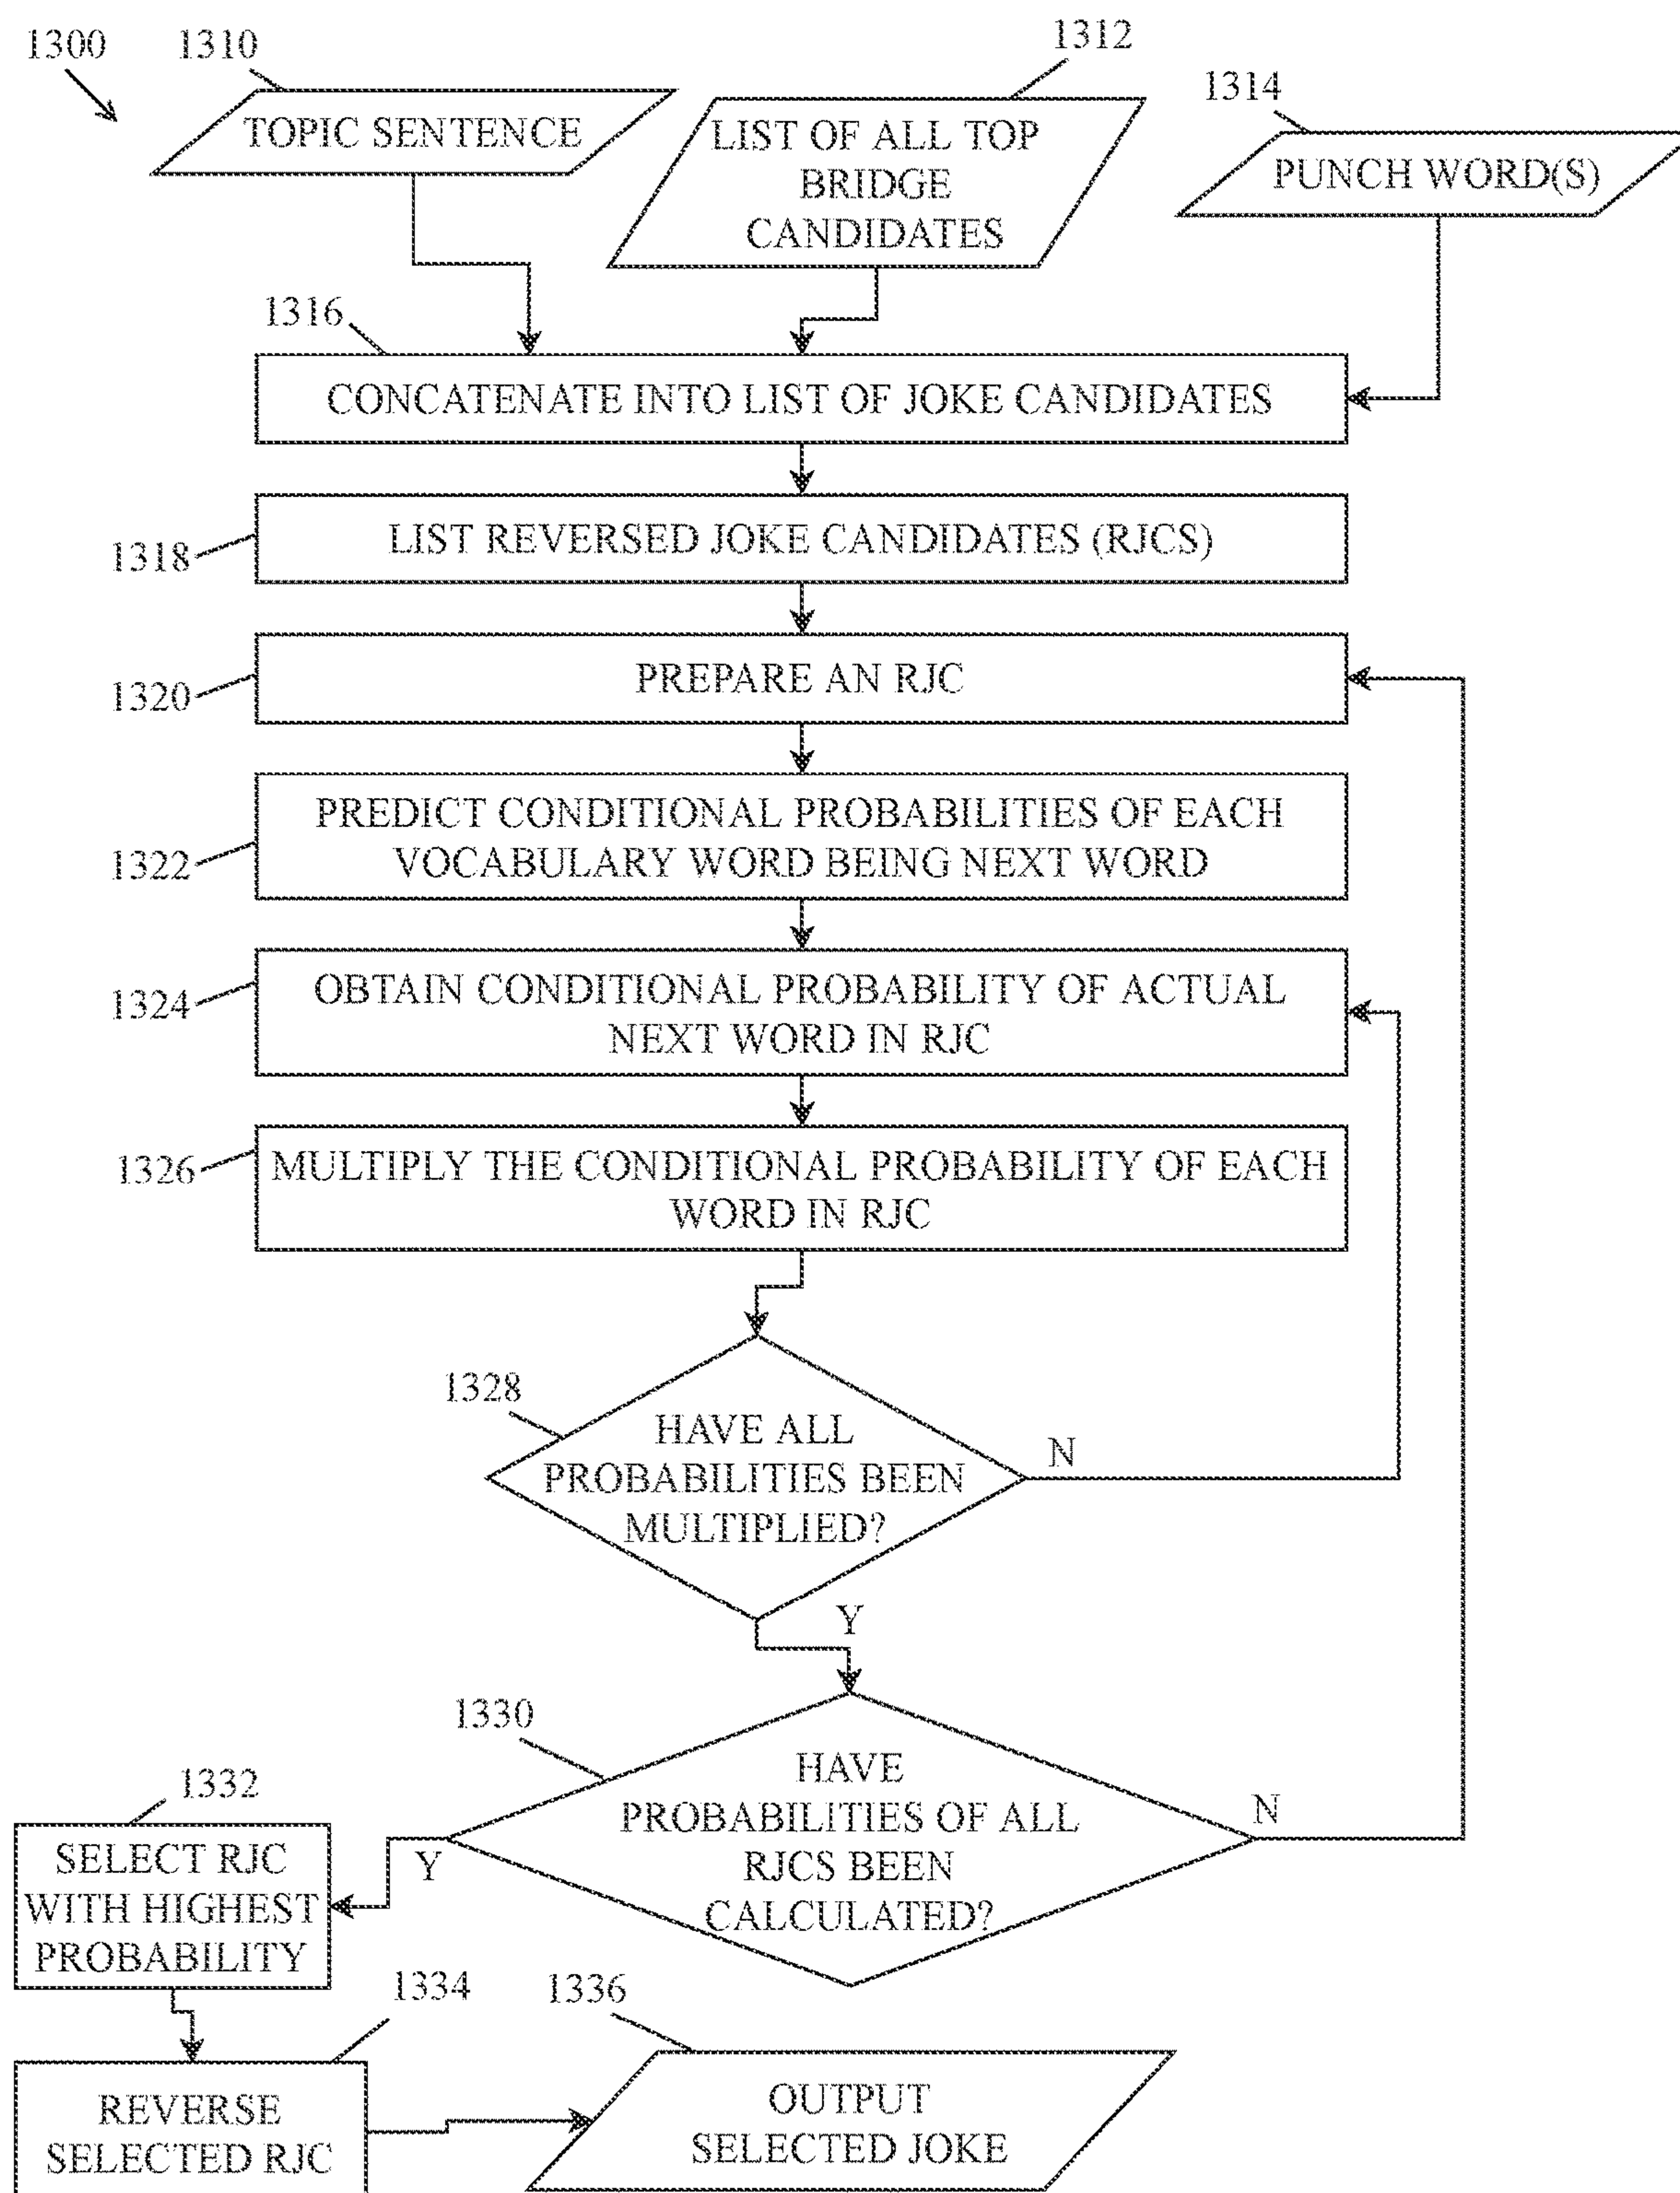 1300
1310
1312
1314
TOPIC SENTENCE
LIST OF ALL TOP
BRIDGE
CANDIDATES
PUNCH WORD(S)
1316
CONCATENATE INTO LIST OF JOKE CANDIDATES
1318
LIST REVERSED JOKE CANDIDATES (RJCS)
1320
PREPARE AN RJC
1322
PREDICT CONDITIONAL PROBABILITIES OF EACH
VOCABULARY WORD BEING NEXT WORD
1324
OBTAIN CONDITIONAL PROBABILITY OF ACTUAL
NEXT WORD IN RJC
1326
MULTIPLY THE CONDITIONAL PROBABILITY OF EACH
WORD IN RJC
1328
HAVE ALL
PROBABILITIES BEEN
MULTIPLIED?
N
Y
1330
HAVE
PROBABILITIES OF ALL
RJCS BEEN
CALCULATED?
N
Y
1332
SELECT RJC
WITH HIGHEST
PROBABILITY
1334
REVERSE
SELECTED RJC
1336
OUTPUT
SELECTED JOKE